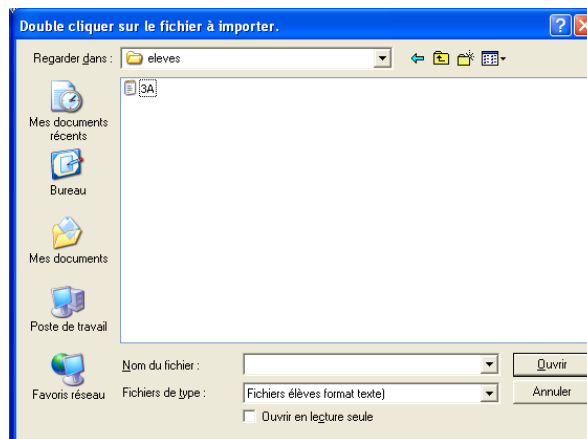 Double cliquer sur le fichier à importer.
Regarder dans :
eleves
3A
Mes documents
récents
Bureau
Mes documents
Poste de travail
Favoris réseau
Nom du fichier :
Ouvrir
Fichiers de type :
Fichiers élèves format texte)
Annuler
Ouvrir en lecture seule